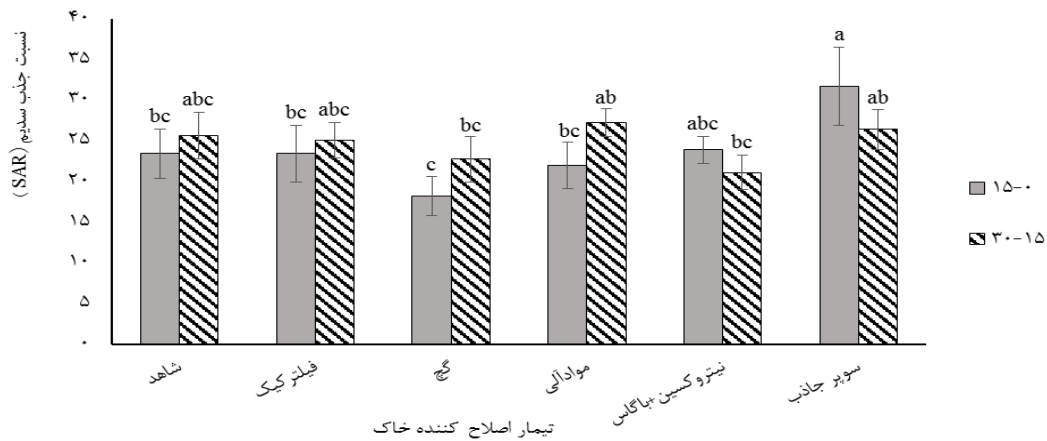 نسبت جذب سدیم (SAR)
۴۰
۳۵
۳۰
۲۵
۲۰
۱۵
۱۰
۵
۰
bc
abc
bc
abc
c
bc
bc
ab
abc
bc
a
ab
شاهد
فیلتر کیک
گچ
موادآلی
نیتروکسین+باگاس
سوپر جاذب
تیمار اصلاح کننده خاک
۱۵-۰
۳۰-۱۵